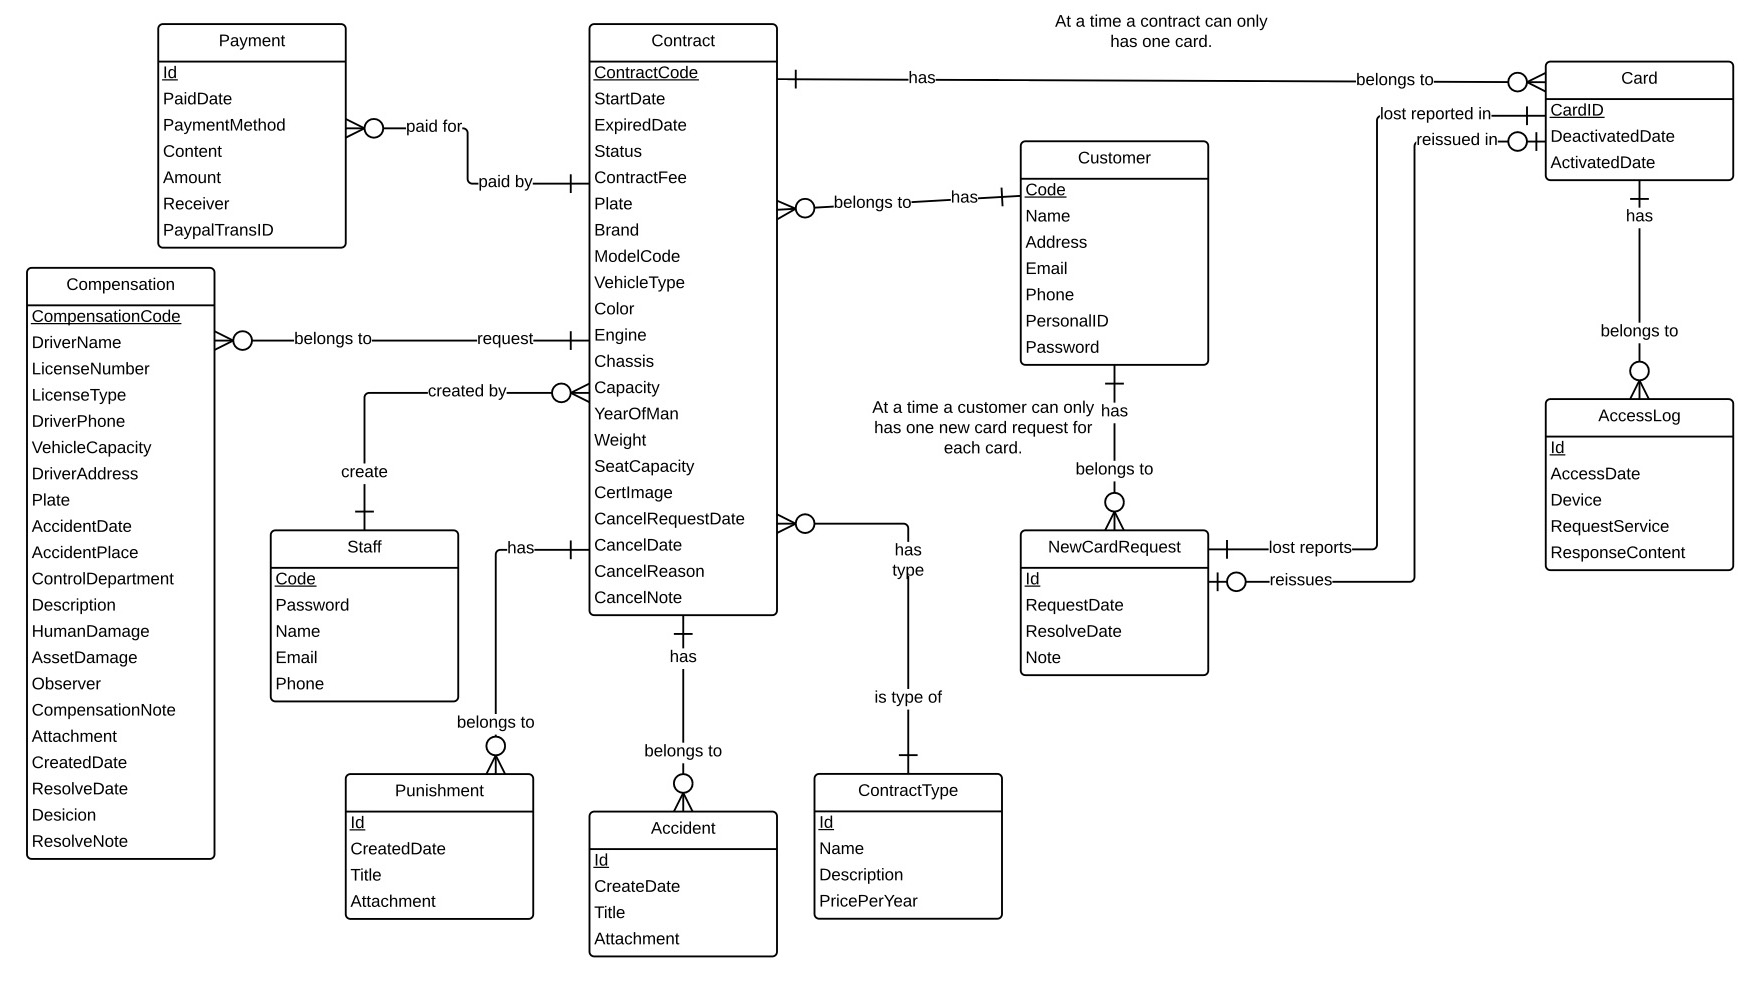 At a time a contract can only
has one card.
Payment
Id
PaidDate
PaymentMethod
Content
Amount
Receiver
PaypalTransID
paid for
paid by
Contract
ContractCode
StartDate
ExpiredDate
Status
ContractFee
Plate
Brand
ModelCode
VehicleType
Color
Engine
Chassis
Capacity
YearOfMan
Weight
SeatCapacity
CertImage
CancelRequestDate
CancelDate
CancelReason
CancelNote
has
belongs to
Card
CardID
DeactivatedDate
ActivatedDate
lost reported in
reissued in
Customer
Code
Name
Address
Email
Phone
PersonalID
Password
belongs to
has
has
belongs to
Compensation
CompensationCode
DriverName
LicenseNumber
LicenseType
DriverPhone
VehicleCapacity
DriverAddress
Plate
AccidentDate
AccidentPlace
ControlDepartment
Description
HumanDamage
AssetDamage
Observer
CompensationNote
Attachment
CreatedDate
ResolveDate
Desicion
ResolveNote
belongs to
request
created by
create
At a time a customer can only
has one new card request for
each card.
has
belongs to
AccessLog
Id
AccessDate
Device
RequestService
ResponseContent
Staff
Code
Password
Name
Email
Phone
has
belongs to
has
type
is type of
NewCardRequest
Id
RequestDate
ResolveDate
Note
lost reports
reissues
has
belongs to
Punishment
Id
CreatedDate
Title
Attachment
Accident
Id
CreateDate
Title
Attachment
ContractType
Id
Name
Description
PricePerYear